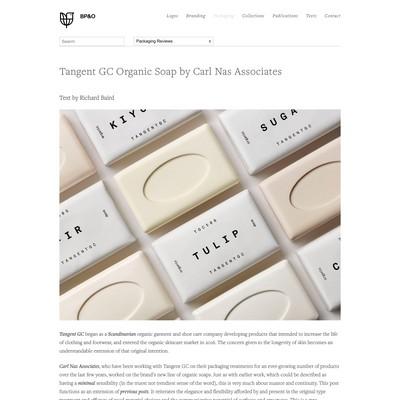 BP&O
Logos Branding Packaging Collections Publications Texts Contact
Search
Packaging Reviews
Tangent GC Organic Soap by Carl Nas Associates
Text by Richard Baird
KIYO
TANGENTGC
SUGA
TANGENTGC
TGC
TULIP
TANGENTGC
IR
TANGENTGC
Tangent GC began as a Scandinavian organic garment and shoe care company developing products that intended to increase the life
of clothing and footwear, and entered the organic skincare market in 2016. The concern given to the longevity of skin becomes an
understandable extension of that original intention.
Carl Nas Associates, who have been working with Tangent GC on their packaging treatments for an ever-growing number of products
over the last few years, worked on the brand's new line of organic soaps. Just as with earlier work, which could be described as
having a minimal sensibility (in the truest not trendiest sense of the word), this is very much about nuance and continuity. This post
functions as an extension of previous posts. It reiterates the elegance and flexibility afforded by and present in the original type